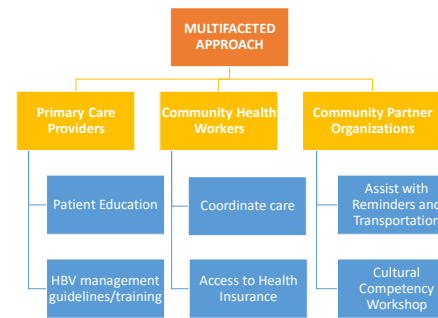 MULTIFACETED
APPROACH
Primary Care
Providers
Community Health
Workers
Community Partner
Organizations
Patient Education
Coordinate care
Assist with
Reminders and
Transportation
HBV management
guidelines/training
Access to Health
Insurance
Cultural
Competency
Workshop